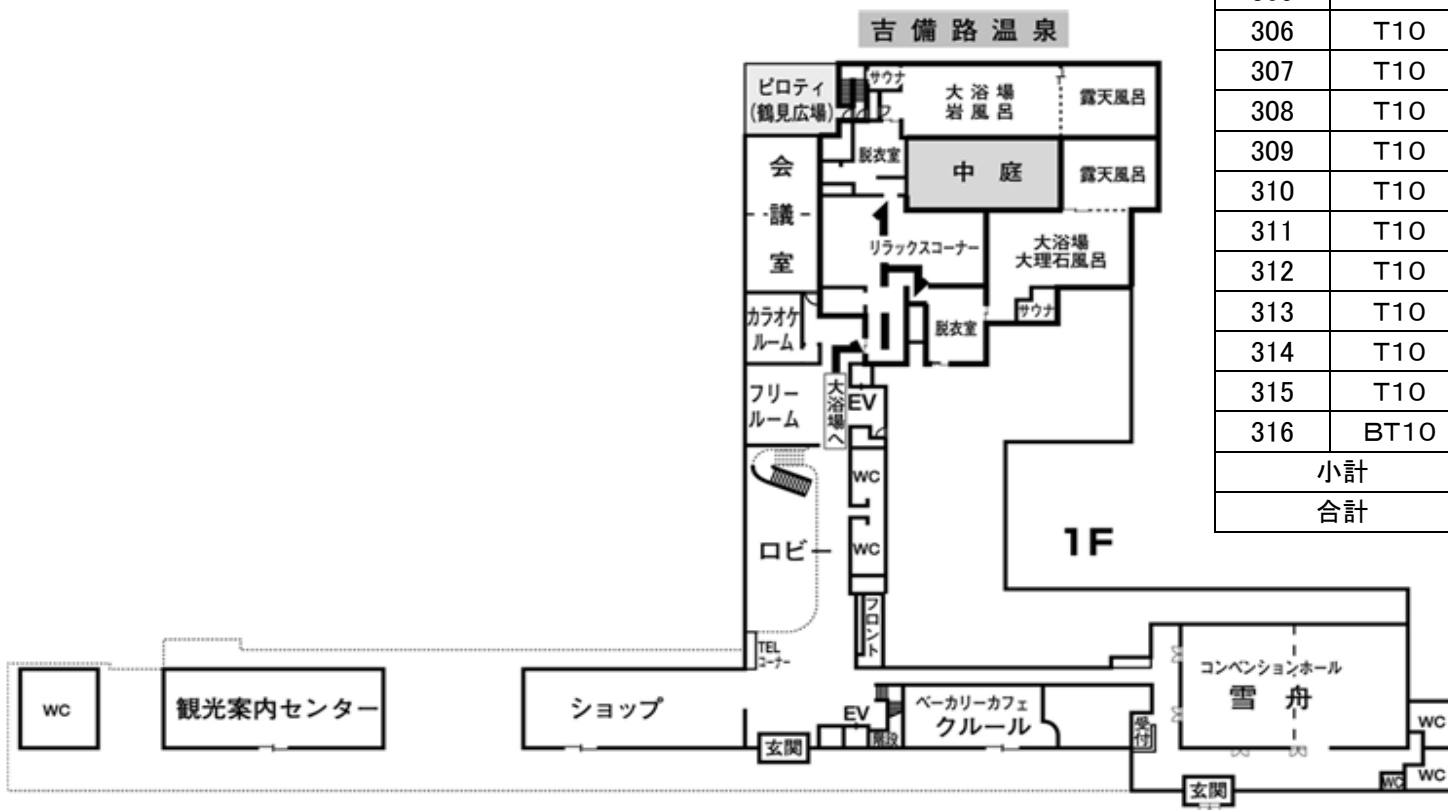 吉備路温泉
ピロティ
(鶴見広場)
サウナ
大浴場
岩風呂
露天風呂
脱衣室
中庭
露天風呂
会議室
リラックスコーナー
大浴場
大理石風呂
カラオケ
ルーム
脱衣室
サウナ
フリー
ルーム
大浴場へ
EV
WC
WC
ロビー
1F
フロント
TEL
コーナー
コンベンションホール
雪舟
WC
観光案内センター
ショップ
EV
階段
ベーカリーカフェ
クルール
受付
WC
玄関
WC
WC
玄関
306 T10
307 T10
308 T10
309 T10
310 T10
311 T10
312 T10
313 T10
314 T10
315 T10
316 BT10
小計
合計